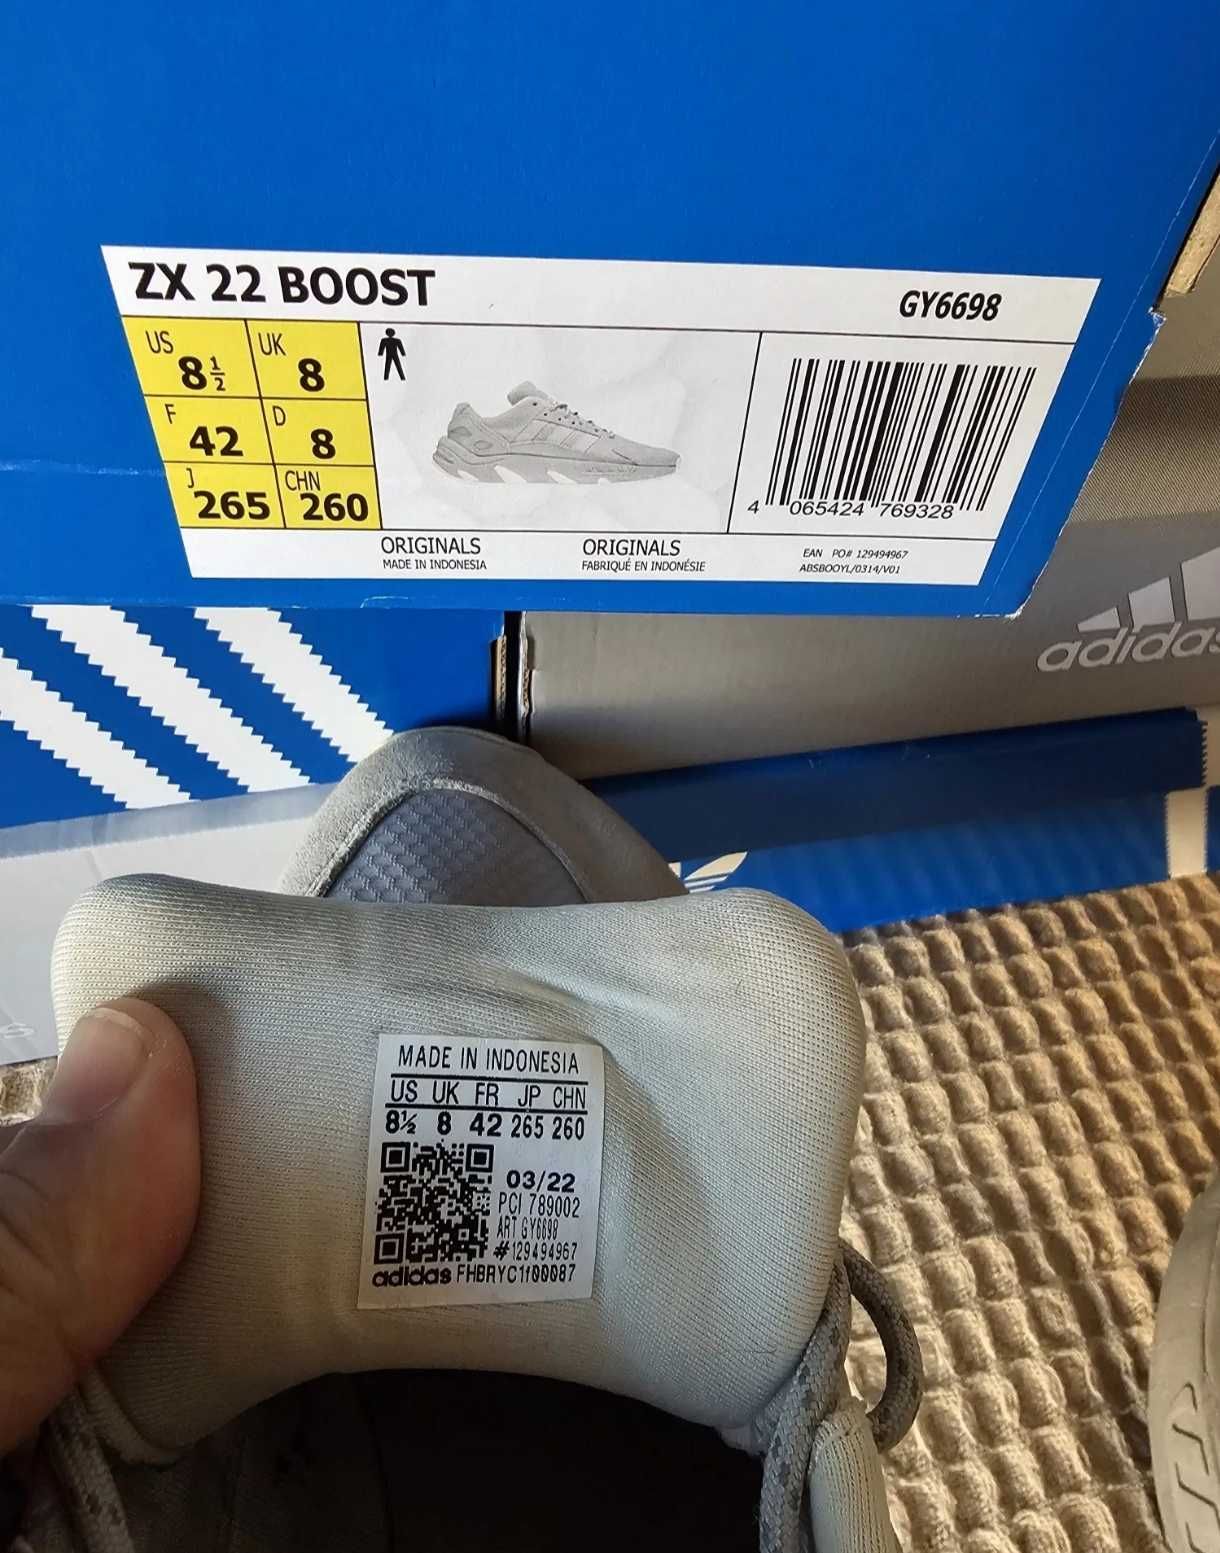 ZX 22 BOOST
GY6698
US 8½ UK 8
F 42 D 8
J 265 CHN 260
4 065424 769328
ORIGINALS
MADE IN INDONESIA
ORIGINALS
FABRIQUÉ EN INDONÉSIE
EAN PO# 129494967
ABSBOOYL/0314/V01
adidas
MADE IN INDONESIA
US UK FR JP CHN
8½ 8 42 265 260
03/22
PCI 789002
ART GY6698
#129494967
adidas FHBRYC1f00087